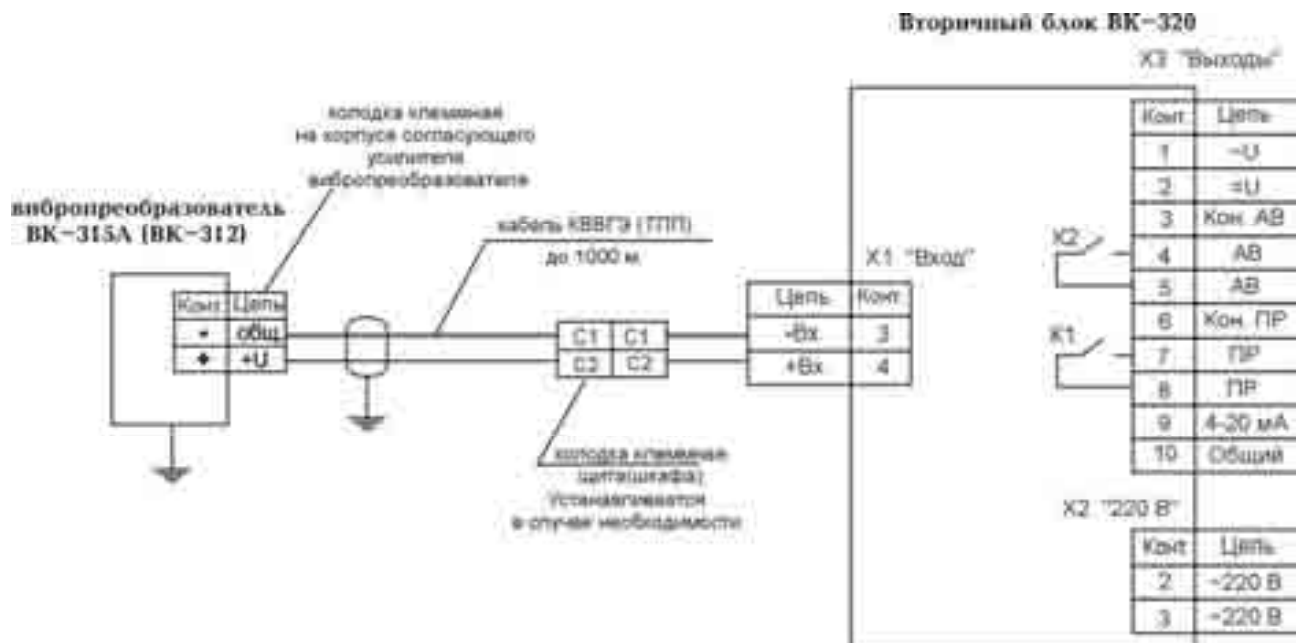 Вторичный блок ВК-320
Х3 "Выходы"
колодка клеммная
на корпусе согласующего
усилителя
вибропреобразователя
вибропреобразователь
ВК-315А (ВК-312)
кабель КВВГЭ (ТПП)
до 1000 м
Х1 "Вход"
Конт Цепь
- общ
+ +U
С1 С1
С2 С2
Цепь Конт
-Вх 3
+Вх 4
колодка клеммная
щита(шкафа)
Устанавливается
в случае необходимости
Конт Цепь
1 ~U
2 =U
3 Кон. АВ
4 АВ
5 АВ
6 Кон. ПР
7 ПР
8 ПР
9 4-20 мА
10 Общий
К2
К1
Х2 "220 В"
Конт Цепь
2 ~220 В
3 ~220 В